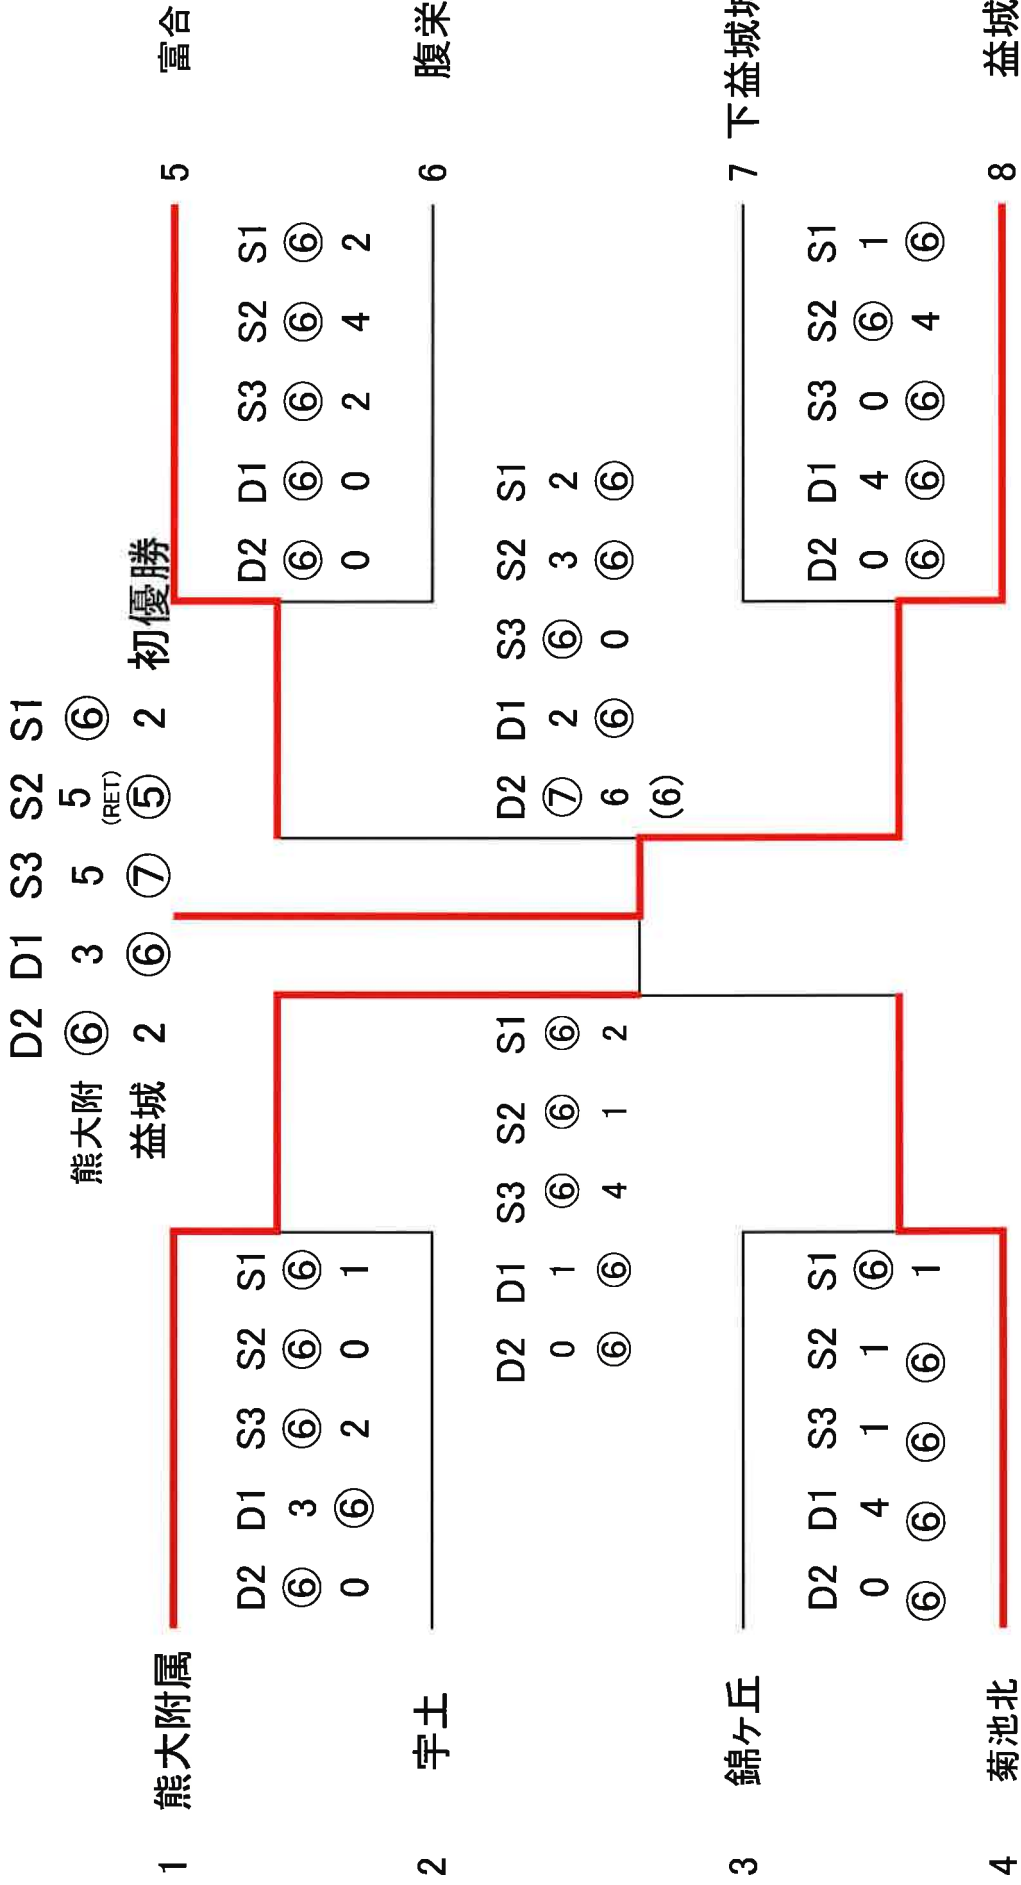 D2 D1 S3 S2 S1
熊大附 ⑥ 3 5 5 ⑥
(RET)
益城 2 ⑥ ⑦ ⑤ 2 初優勝
1 熊大附属 5 富合
D2 D1 S3 S2 S1 D2 D1 S3 S2 S1
⑥ 3 ⑥ ⑥ ⑥ ⑥ ⑥ ⑥ ⑥ ⑥
0 ⑥ 2 0 1 0 0 2 4 2
2 宇土 6 腹栄
D2 D1 S3 S2 S1 D2 D1 S3 S2 S1
0 1 ⑥ ⑥ ⑥ ⑦ 2 ⑥ 3 2
⑥ ⑥ 4 1 2 6 ⑥ 0 ⑥ ⑥
(6)
3 錦ヶ丘 7 下益城城
D2 D1 S3 S2 S1 D2 D1 S3 S2 S1
0 4 1 1 ⑥ 0 4 0 ⑥ 1
⑥ ⑥ ⑥ ⑥ 1 ⑥ ⑥ ⑥ 4 ⑥
4 菊池北 8 益城